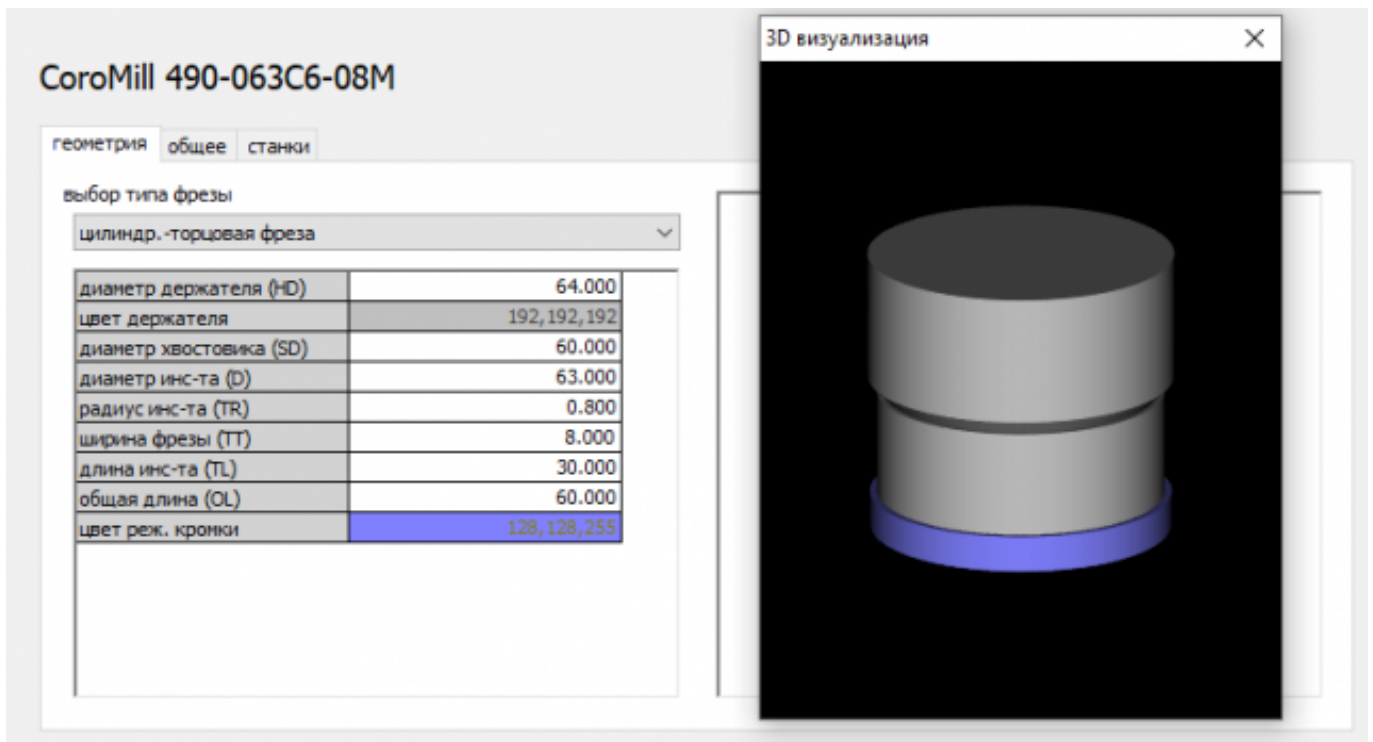 3D визуализация
CoroMill 490-063C6-08M
геометрия общее станки
выбор типа фрезы
цилиндр.-торцовая фреза
диаметр держателя (HD) 64.000
цвет держателя 192,192,192
диаметр хвостовика (SD) 60.000
диаметр инс-та (D) 63.000
радиус инс-та (TR) 0.800
ширина фрезы (TT) 8.000
длина инс-та (TL) 30.000
общая длина (OL) 60.000
цвет реж. кромки 128,128,255